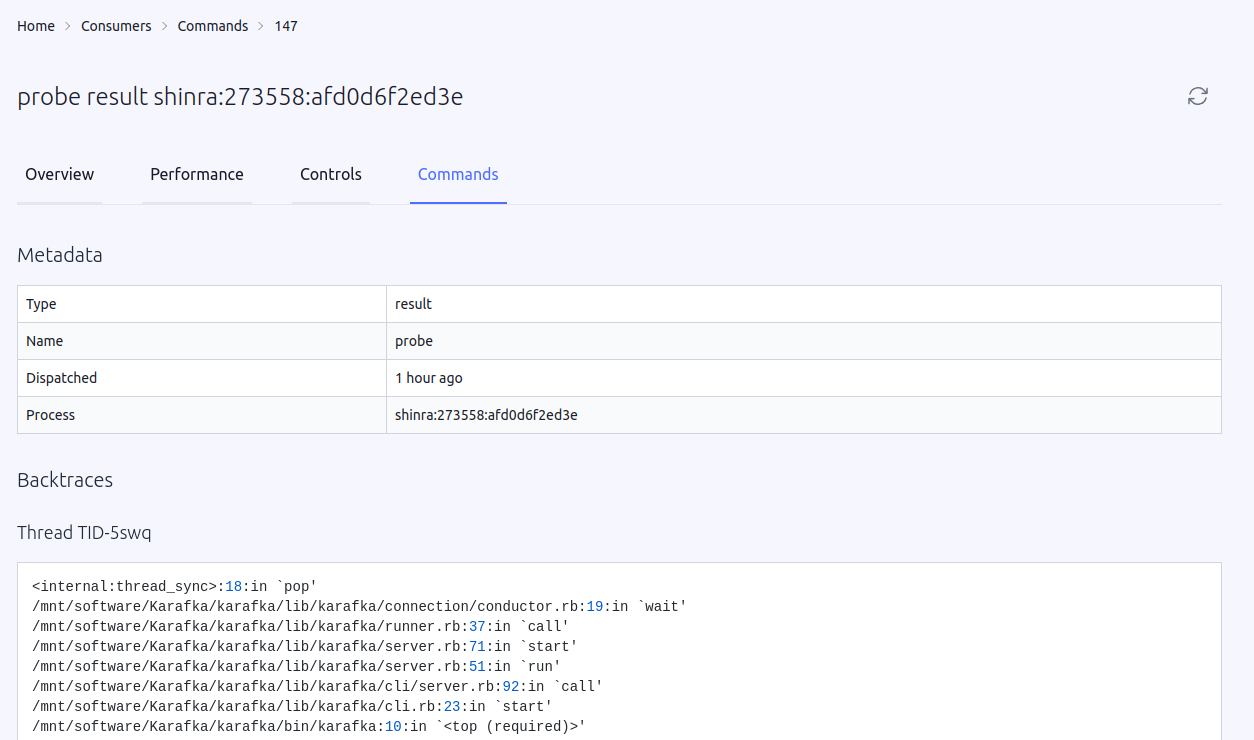 Home > Consumers > Commands > 147
probe result shinra:273558:afd0d6f2ed3e
Overview Performance Controls Commands
Metadata
Type result
Name probe
Dispatched 1 hour ago
Process shinra:273558:afd0d6f2ed3e
Backtraces
Thread TID-5swq
<internal:thread_sync>:18:in `pop'
/mnt/software/Karafka/karafka/lib/karafka/connection/conductor.rb:19:in `wait'
/mnt/software/Karafka/karafka/lib/karafka/runner.rb:37:in `call'
/mnt/software/Karafka/karafka/lib/karafka/server.rb:71:in `start'
/mnt/software/Karafka/karafka/lib/karafka/server.rb:51:in `run'
/mnt/software/Karafka/karafka/lib/karafka/cli/server.rb:92:in `call'
/mnt/software/Karafka/karafka/lib/karafka/cli.rb:23:in `start'
/mnt/software/Karafka/karafka/bin/karafka:10:in `<top (required)>'